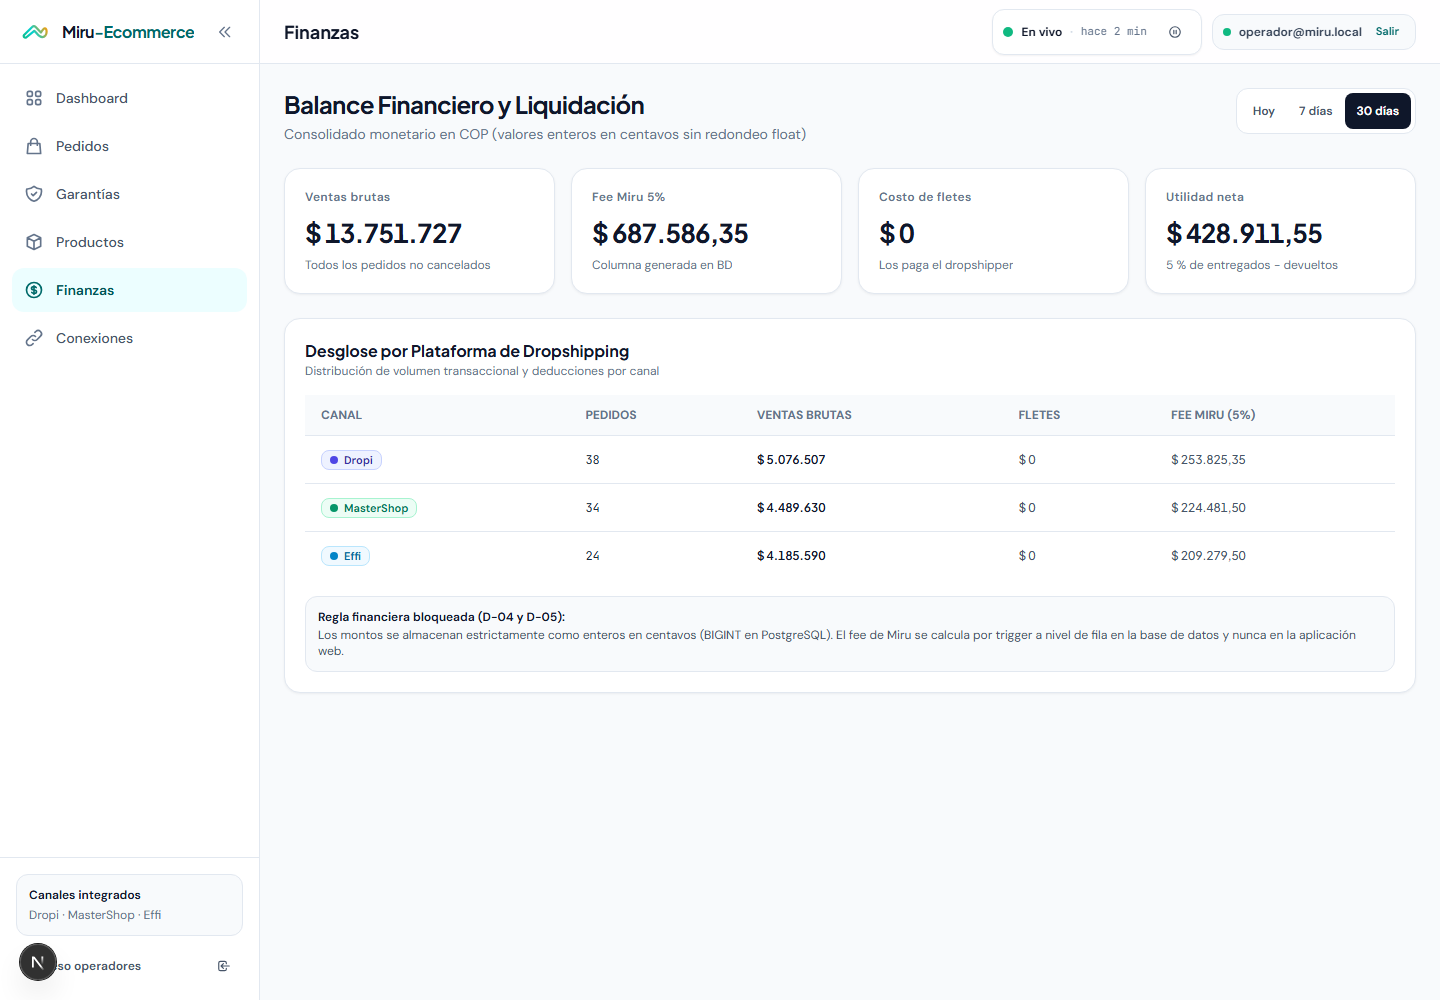 Miru-Ecommerce
Finanzas
En vivo · hace 2 min
operador@miru.local Salir
Dashboard
Pedidos
Garantías
Productos
Finanzas
Conexiones
Canales integrados
Dropi · MasterShop · Effi
N
so operadores
Balance Financiero y Liquidación
Consolidado monetario en COP (valores enteros en centavos sin redondeo float)
Hoy 7 días 30 días
Ventas brutas
$ 13.751.727
Todos los pedidos no cancelados
Fee Miru 5%
$ 687.586,35
Columna generada en BD
Costo de fletes
$ 0
Los paga el dropshipper
Utilidad neta
$ 428.911,55
5 % de entregados − devueltos
Desglose por Plataforma de Dropshipping
Distribución de volumen transaccional y deducciones por canal
CANAL PEDIDOS VENTAS BRUTAS FLETES FEE MIRU (5%)
Dropi 38 $ 5.076.507 $ 0 $ 253.825,35
MasterShop 34 $ 4.489.630 $ 0 $ 224.481,50
Effi 24 $ 4.185.590 $ 0 $ 209.279,50
Regla financiera bloqueada (D-04 y D-05):
Los montos se almacenan estrictamente como enteros en centavos (BIGINT en PostgreSQL). El fee de Miru se calcula por trigger a nivel de fila en la base de datos y nunca en la aplicación
web.